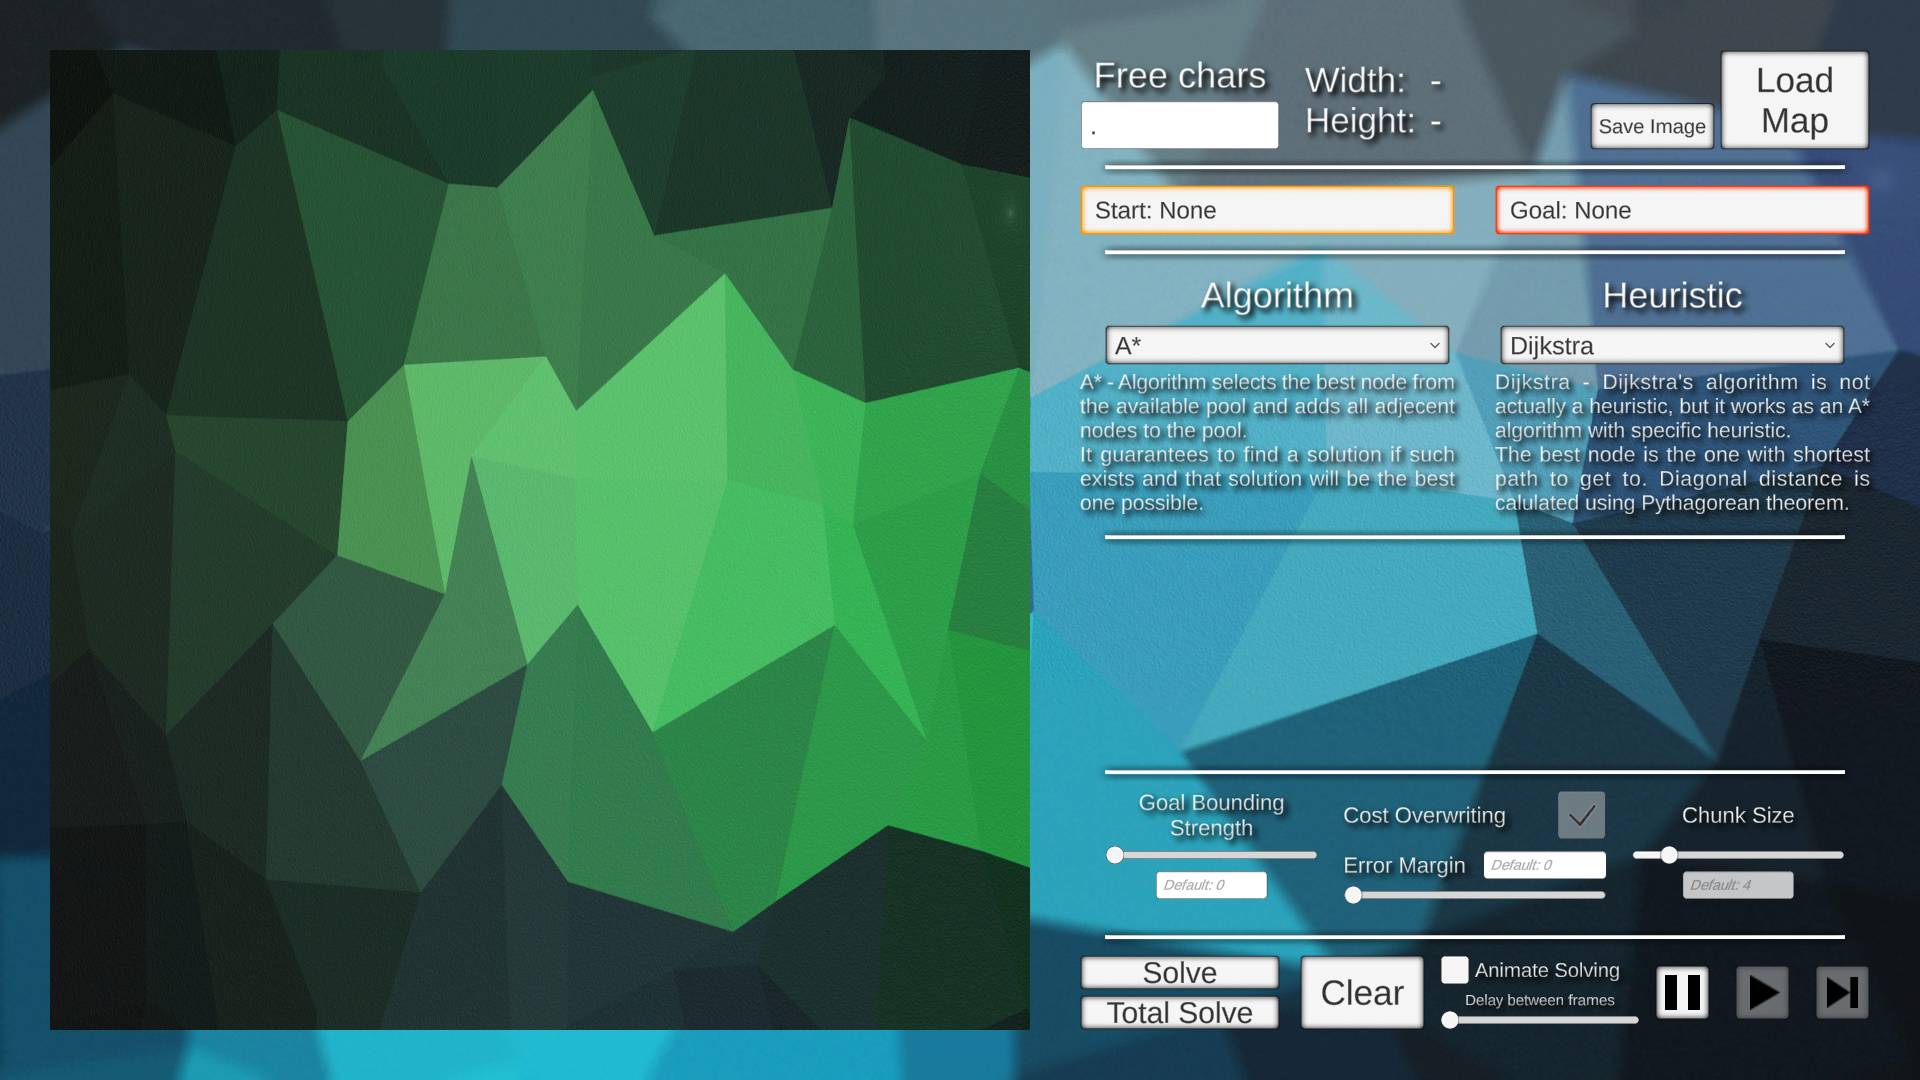 Free chars
.
Width: -
Height: -
Save Image
Load
Map
Start: None
Goal: None
Algorithm
A*
A* - Algorithm selects the best node from
the available pool and adds all adjecent
nodes to the pool.
It guarantees to find a solution if such
exists and that solution will be the best
one possible.
Heuristic
Dijkstra
Dijkstra - Dijkstra's algorithm is not
actually a heuristic, but it works as an A*
algorithm with specific heuristic.
The best node is the one with shortest
path to get to. Diagonal distance is
calulated using Pythagorean theorem.
Goal Bounding
Strength
Default: 0
Cost Overwriting
Error Margin
Default: 0
Chunk Size
Default: 4
Solve
Total Solve
Clear
Animate Solving
Delay between frames